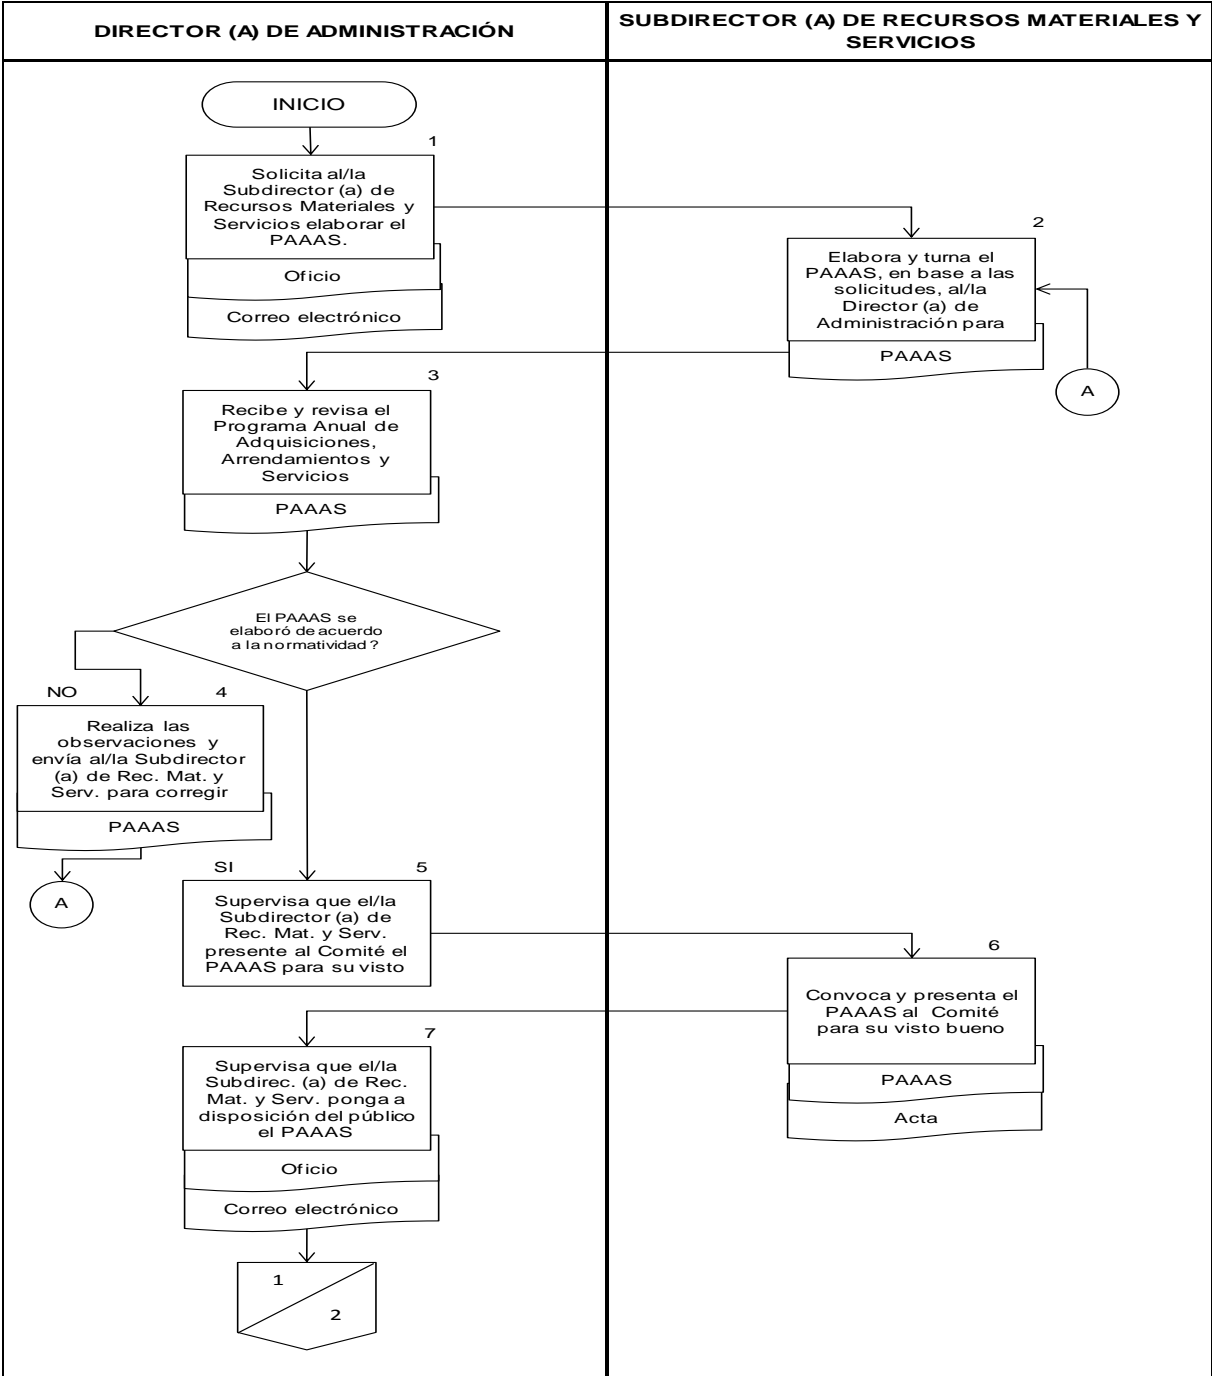 DIRECTOR (A) DE ADMINISTRACIÓN
SUBDIRECTOR (A) DE RECURSOS MATERIALES Y
SERVICIOS
INICIO
1
Solicita al/la
Subdirector (a) de
Recursos Materiales y
Servicios elaborar el
PAAAS.
Oficio
Correo electrónico
2
Elabora y turna el
PAAAS, en base a las
solicitudes, al/la
Director (a) de
Administración para
PAAAS
A
3
Recibe y revisa el
Programa Anual de
Adquisiciones,
Arrendamientos y
Servicios
PAAAS
El PAAAS se
elaboró de acuerdo
a la normatividad ?
NO
4
Realiza las
observaciones y
envía al/la Subdirector
(a) de Rec. Mat. y
Serv. para corregir
PAAAS
A
SI
5
Supervisa que el/la
Subdirector (a) de
Rec. Mat. y Serv.
presente al Comité el
PAAAS para su visto
6
Convoca y presenta el
PAAAS al Comité
para su visto bueno
PAAAS
Acta
7
Supervisa que el/la
Subdirec. (a) de Rec.
Mat. y Serv. ponga a
disposición del público
el PAAAS
Oficio
Correo electrónico
1
2